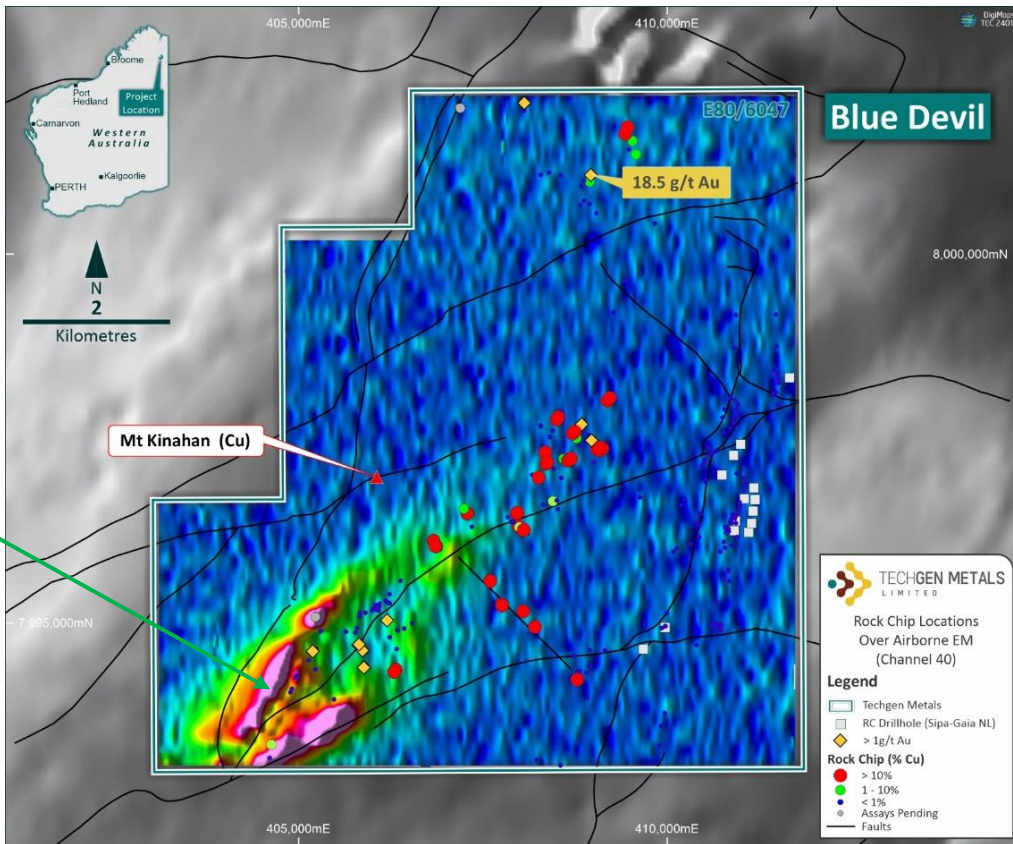 405,000mE
410,000mE
DigiMaps
TEC 2401
Broome
Port
Hedland
Project
Location
Carnarvon
Western
Australia
Kalgoorlie
PERTH
E80/6047
Blue Devil
18.5 g/t Au
N
2
Kilometres
8,000,000mN
Mt Kinahan (Cu)
7,995,000mN
TECHGEN METALS
LIMITED
Rock Chip Locations
Over Airborne EM
(Channel 40)
Legend
Techgen Metals
RC Drillhole (Sipa-Gaia NL)
> 1g/t Au
Rock Chip (% Cu)
> 10%
1 - 10%
< 1%
Assays Pending
Faults
405,000mE
410,000mE